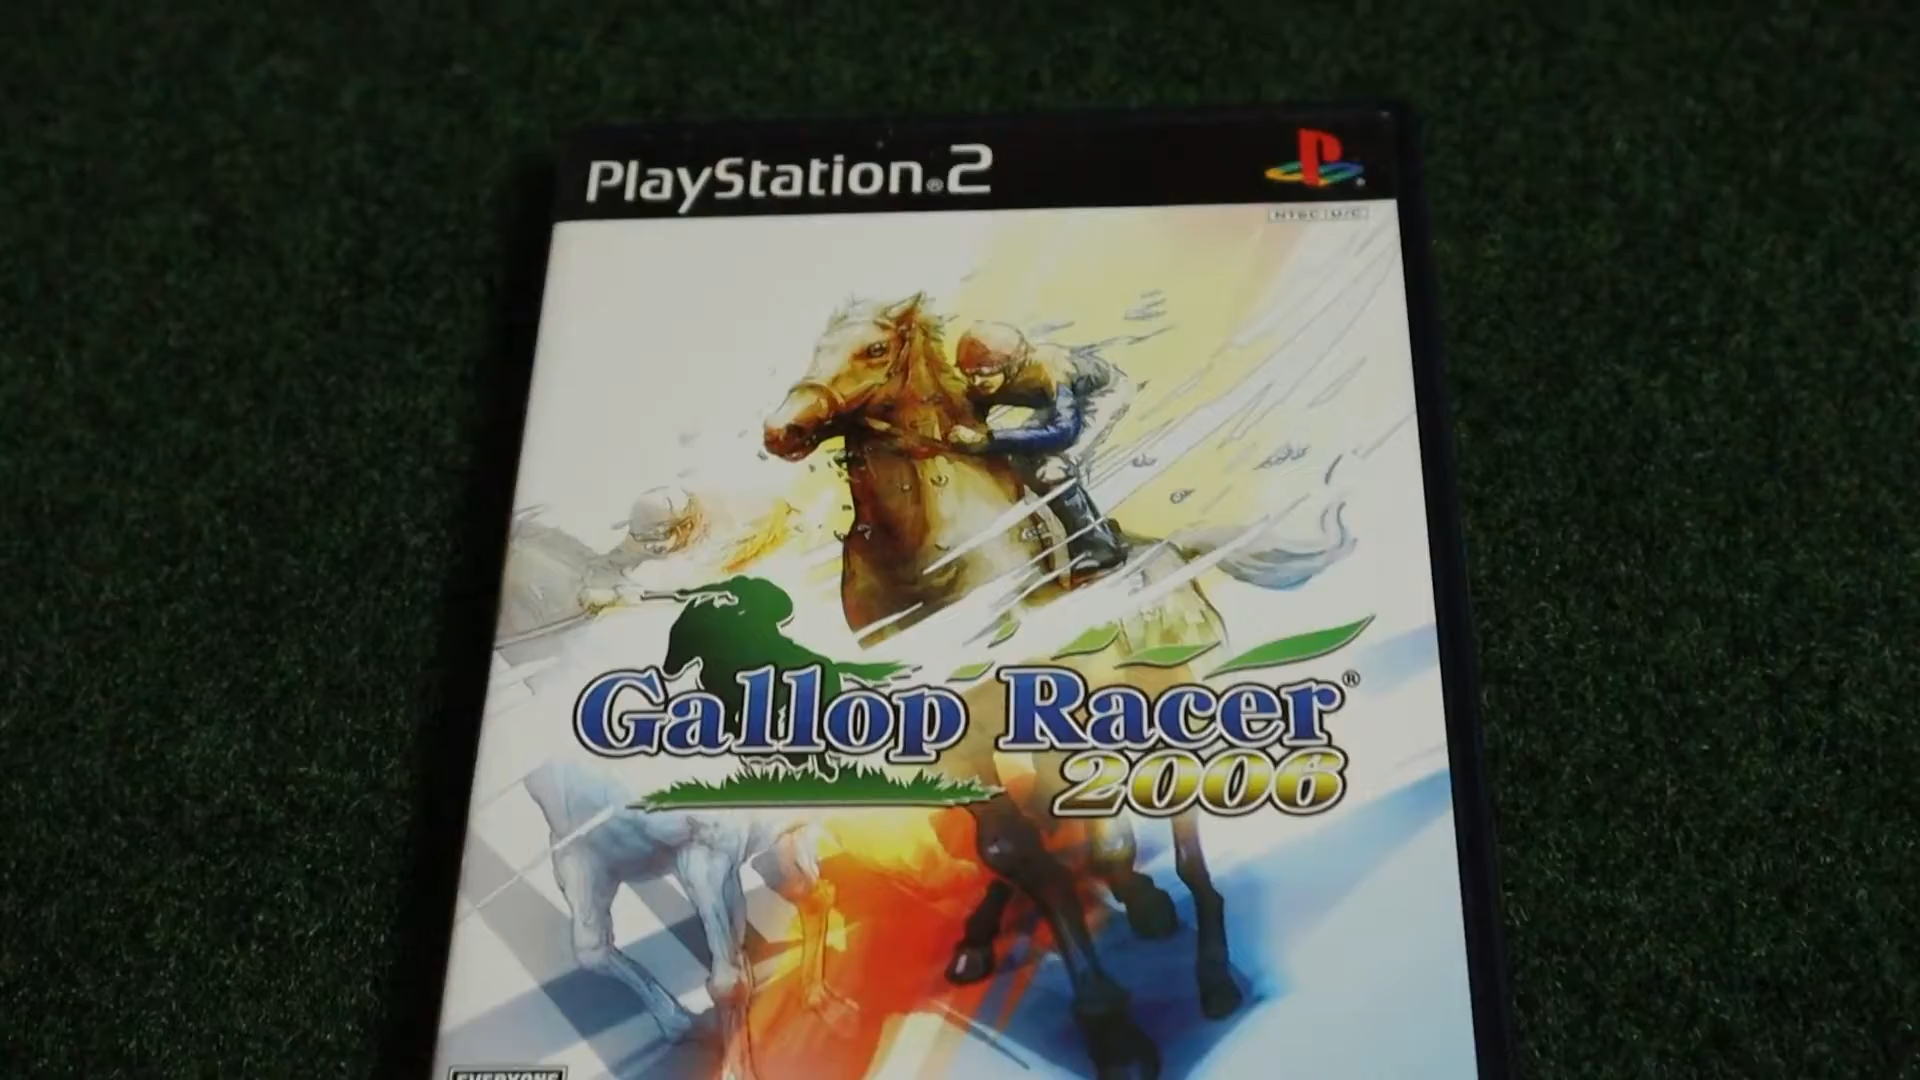 PlayStation®2
NTSC U/C
Gallop Racer®
2006
EVERYONE